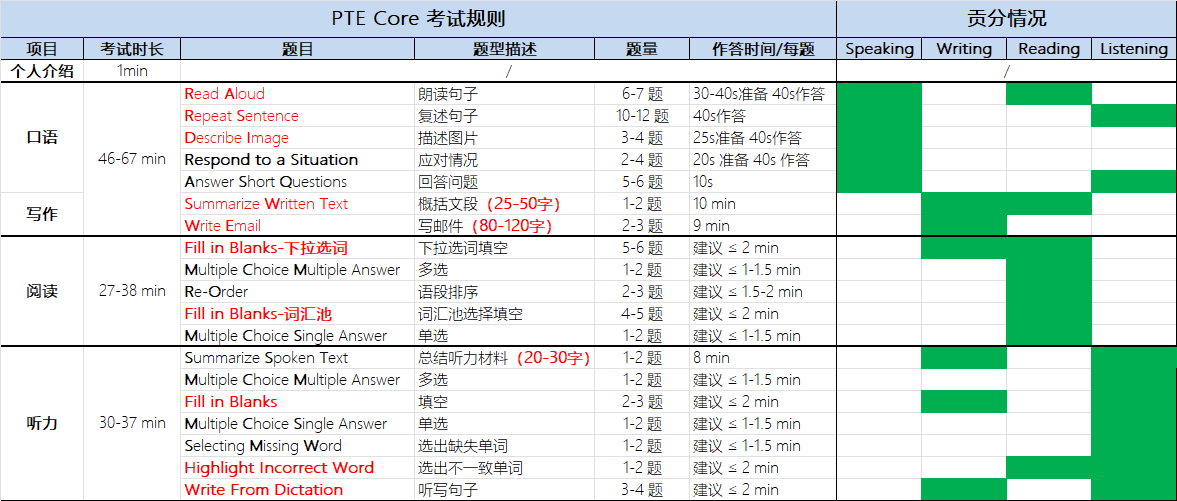 PTE Core 考试规则 贡分情况
项目 考试时长 题目 题型描述 题量 作答时间/每题 Speaking Writing Reading Listening
个人介绍 1min / /
口语 46-67 min Read Aloud 朗读句子 6-7 题 30-40s准备 40s作答
Repeat Sentence 复述句子 10-12 题 40s作答
Describe Image 描述图片 3-4 题 25s准备 40s作答
Respond to a Situation 应对情况 2-4 题 20s 准备 40s 作答
Answer Short Questions 回答问题 5-6 题 10s
写作 Summarize Written Text 概括文段（25-50字） 1-2 题 10 min
Write Email 写邮件（80-120字） 2-3 题 9 min
阅读 27-38 min Fill in Blanks-下拉选词 下拉选词填空 5-6 题 建议 ≤ 2 min
Multiple Choice Multiple Answer 多选 1-2 题 建议 ≤ 1-1.5 min
Re-Order 语段排序 2-3 题 建议 ≤ 1.5-2 min
Fill in Blanks-词汇池 词汇池选择填空 4-5 题 建议 ≤ 2 min
Multiple Choice Single Answer 单选 1-2 题 建议 ≤ 1-1.5 min
听力 30-37 min Summarize Spoken Text 总结听力材料（20-30字） 1-2 题 8 min
Multiple Choice Multiple Answer 多选 1-2 题 建议 ≤ 1-1.5 min
Fill in Blanks 填空 2-3 题 建议 ≤ 2 min
Multiple Choice Single Answer 单选 1-2 题 建议 ≤ 1-1.5 min
Selecting Missing Word 选出缺失单词 1-2 题 建议 ≤ 1-1.5 min
Highlight Incorrect Word 选出不一致单词 1-2 题 建议 ≤ 2 min
Write From Dictation 听写句子 3-4 题 建议 ≤ 2 min